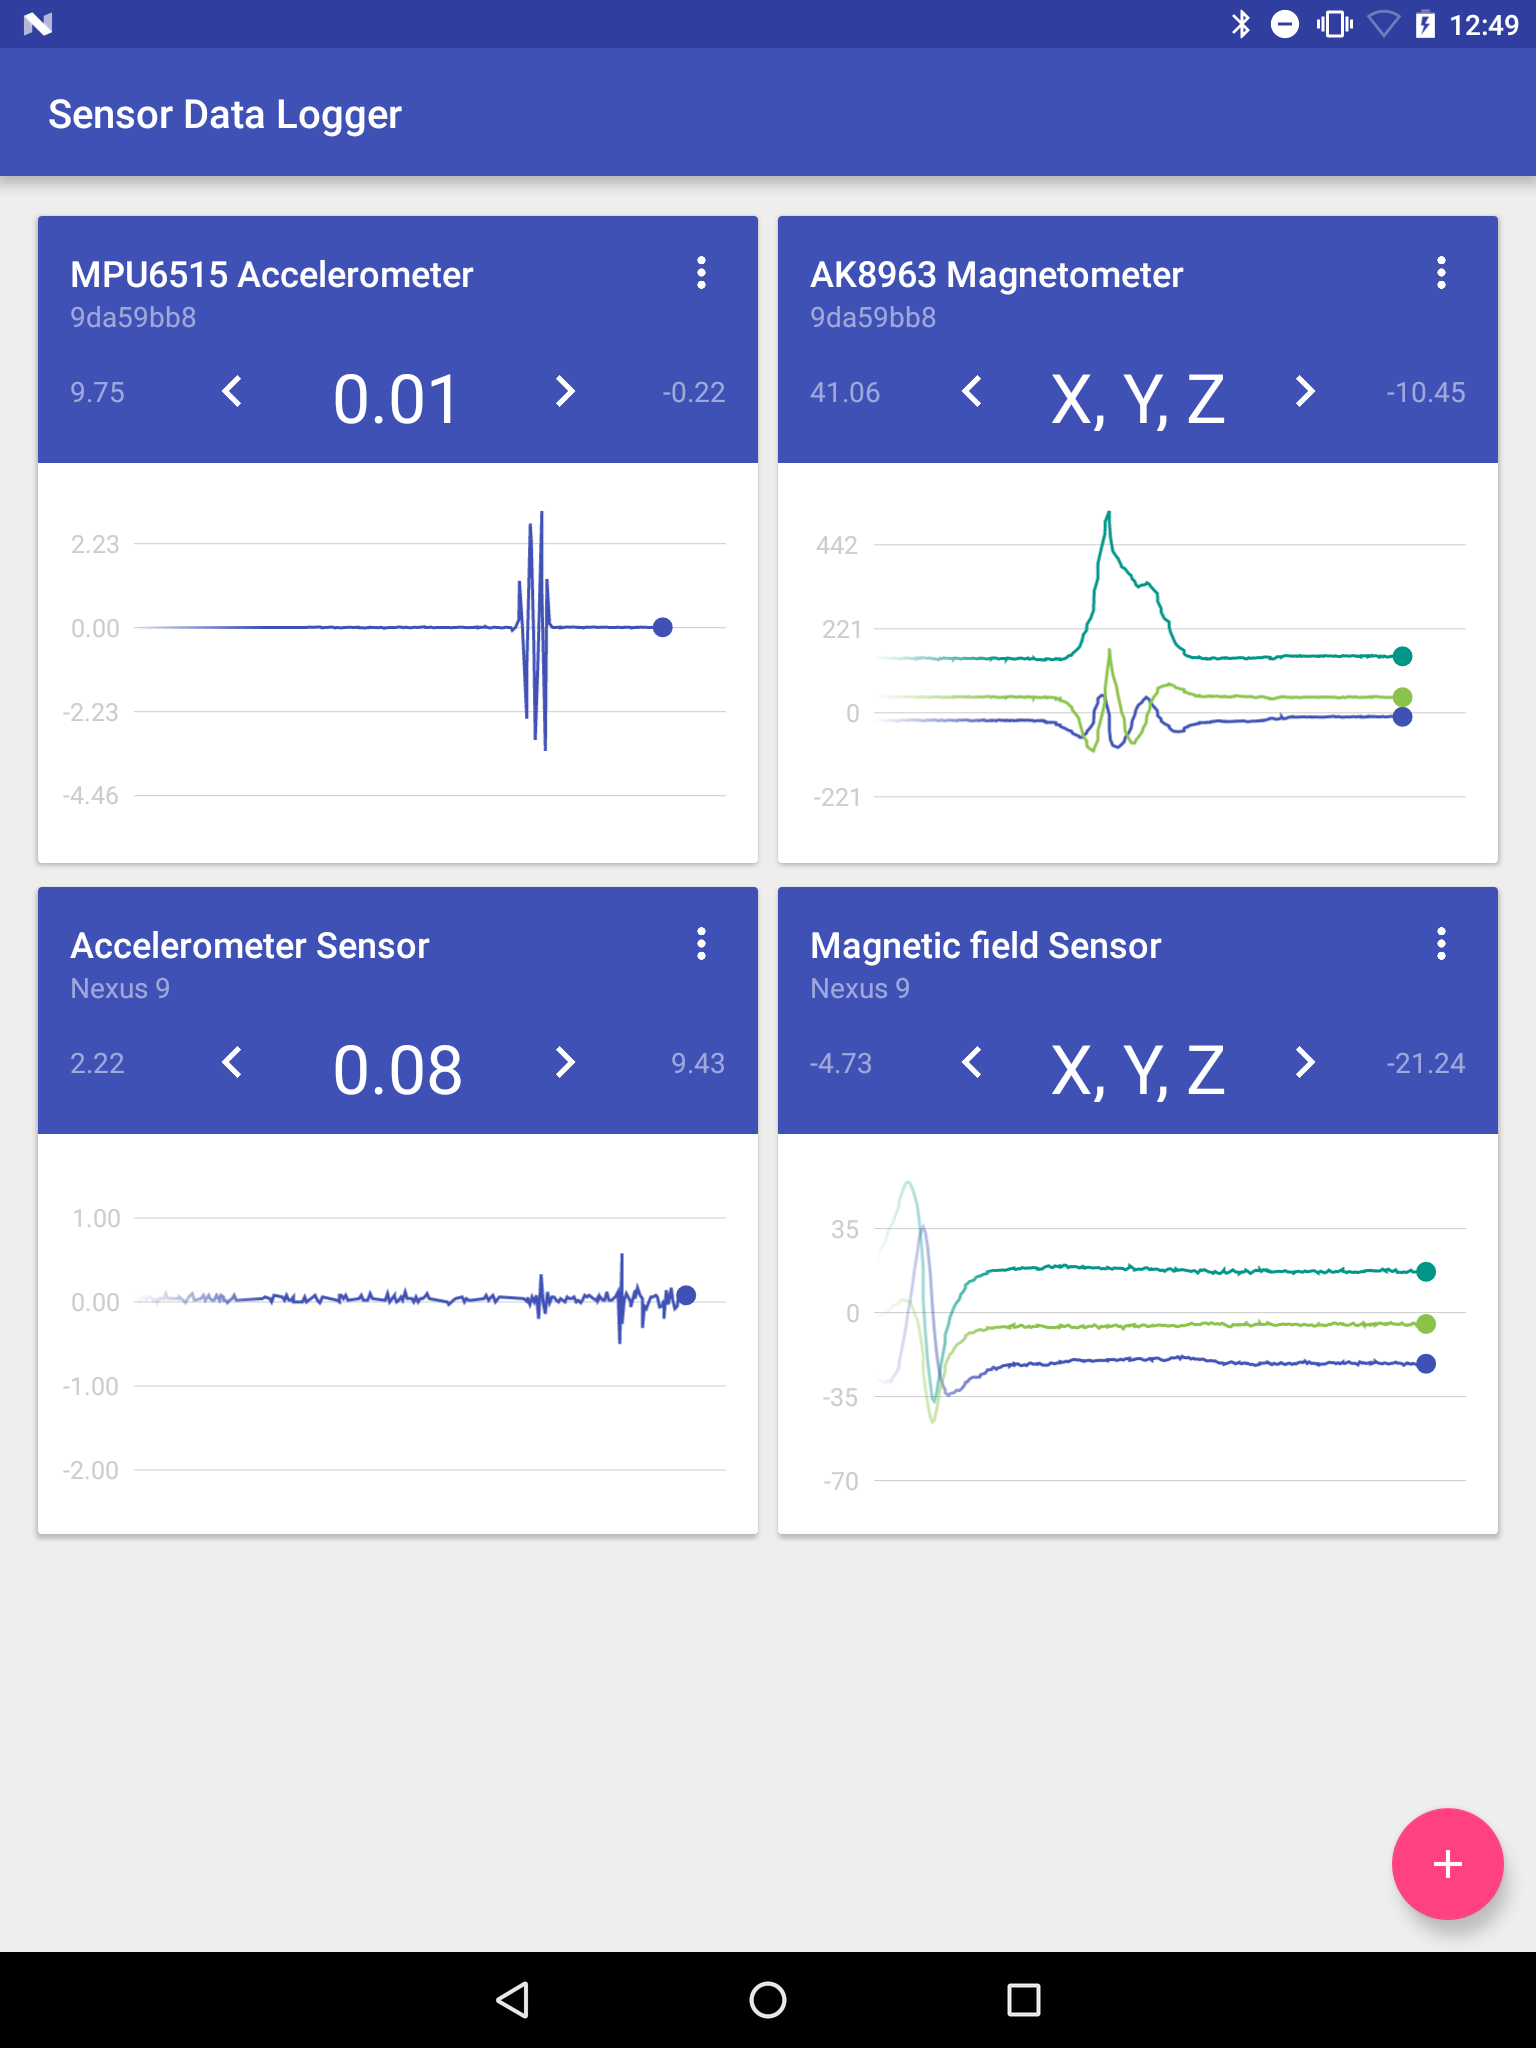 12:49
Sensor Data Logger
MPU6515 Accelerometer
9da59bb8
9.75 0.01 -0.22
2.23
0.00
-2.23
-4.46
AK8963 Magnetometer
9da59bb8
41.06 X, Y, Z -10.45
442
221
0
-221
Accelerometer Sensor
Nexus 9
2.22 0.08 9.43
1.00
0.00
-1.00
-2.00
Magnetic field Sensor
Nexus 9
-4.73 X, Y, Z -21.24
35
0
-35
-70